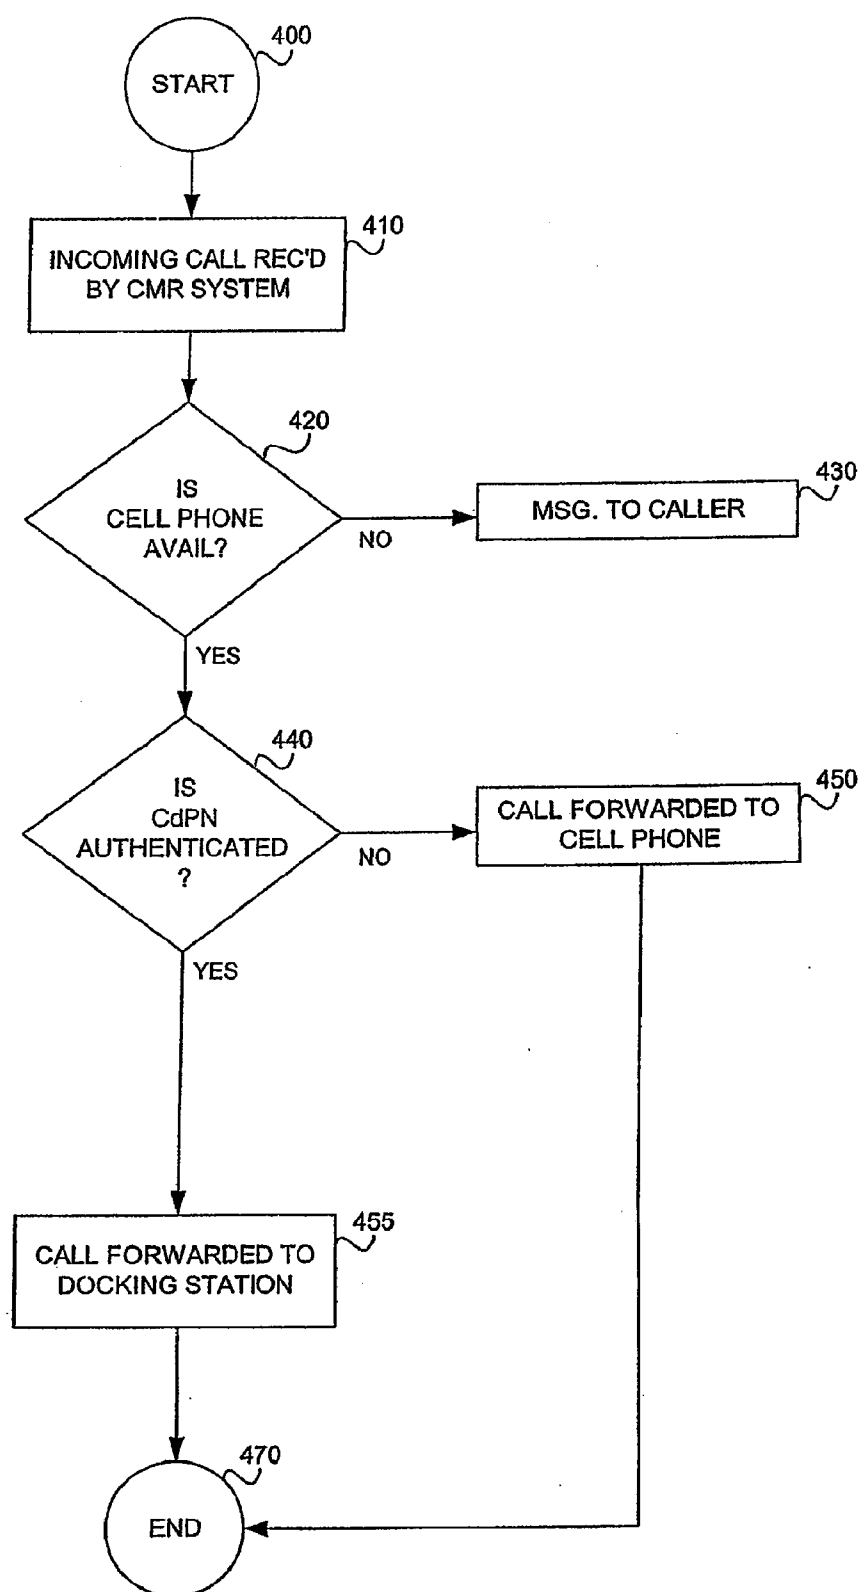 400
START
410
INCOMING CALL REC'D
BY CMR SYSTEM
420
IS
CELL PHONE
AVAIL?
NO
430
MSG. TO CALLER
YES
440
IS
CdPN
AUTHENTICATED
?
NO
450
CALL FORWARDED TO
CELL PHONE
YES
455
CALL FORWARDED TO
DOCKING STATION
470
END